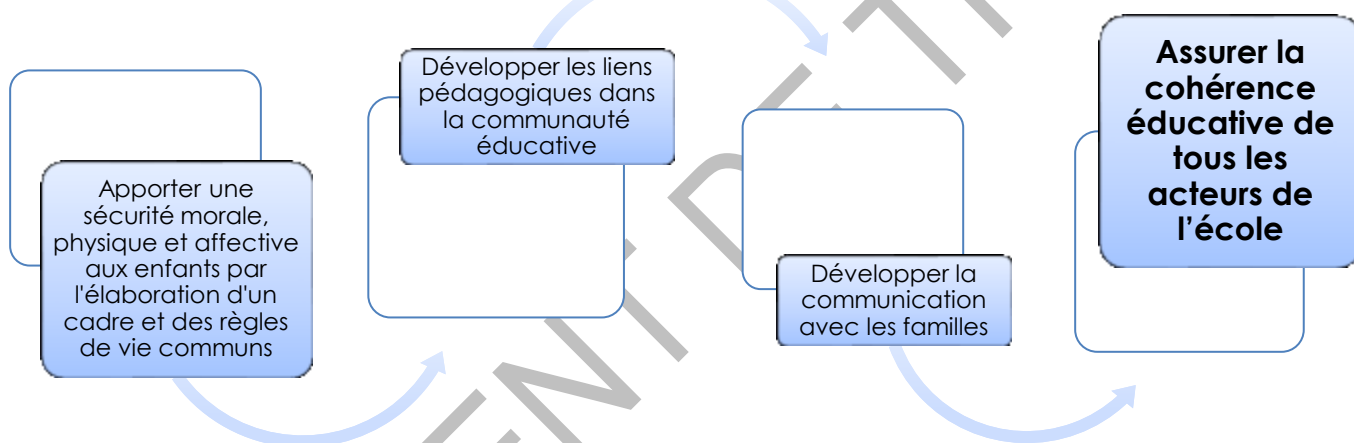 Apporter une
sécurité morale,
physique et affective
aux enfants par
l'élaboration d'un
cadre et des règles
de vie communs
Développer les liens
pédagogiques dans
la communauté
éducative
Développer la
communication
avec les familles
Assurer la
cohérence
éducative de
tous les
acteurs de
l’école